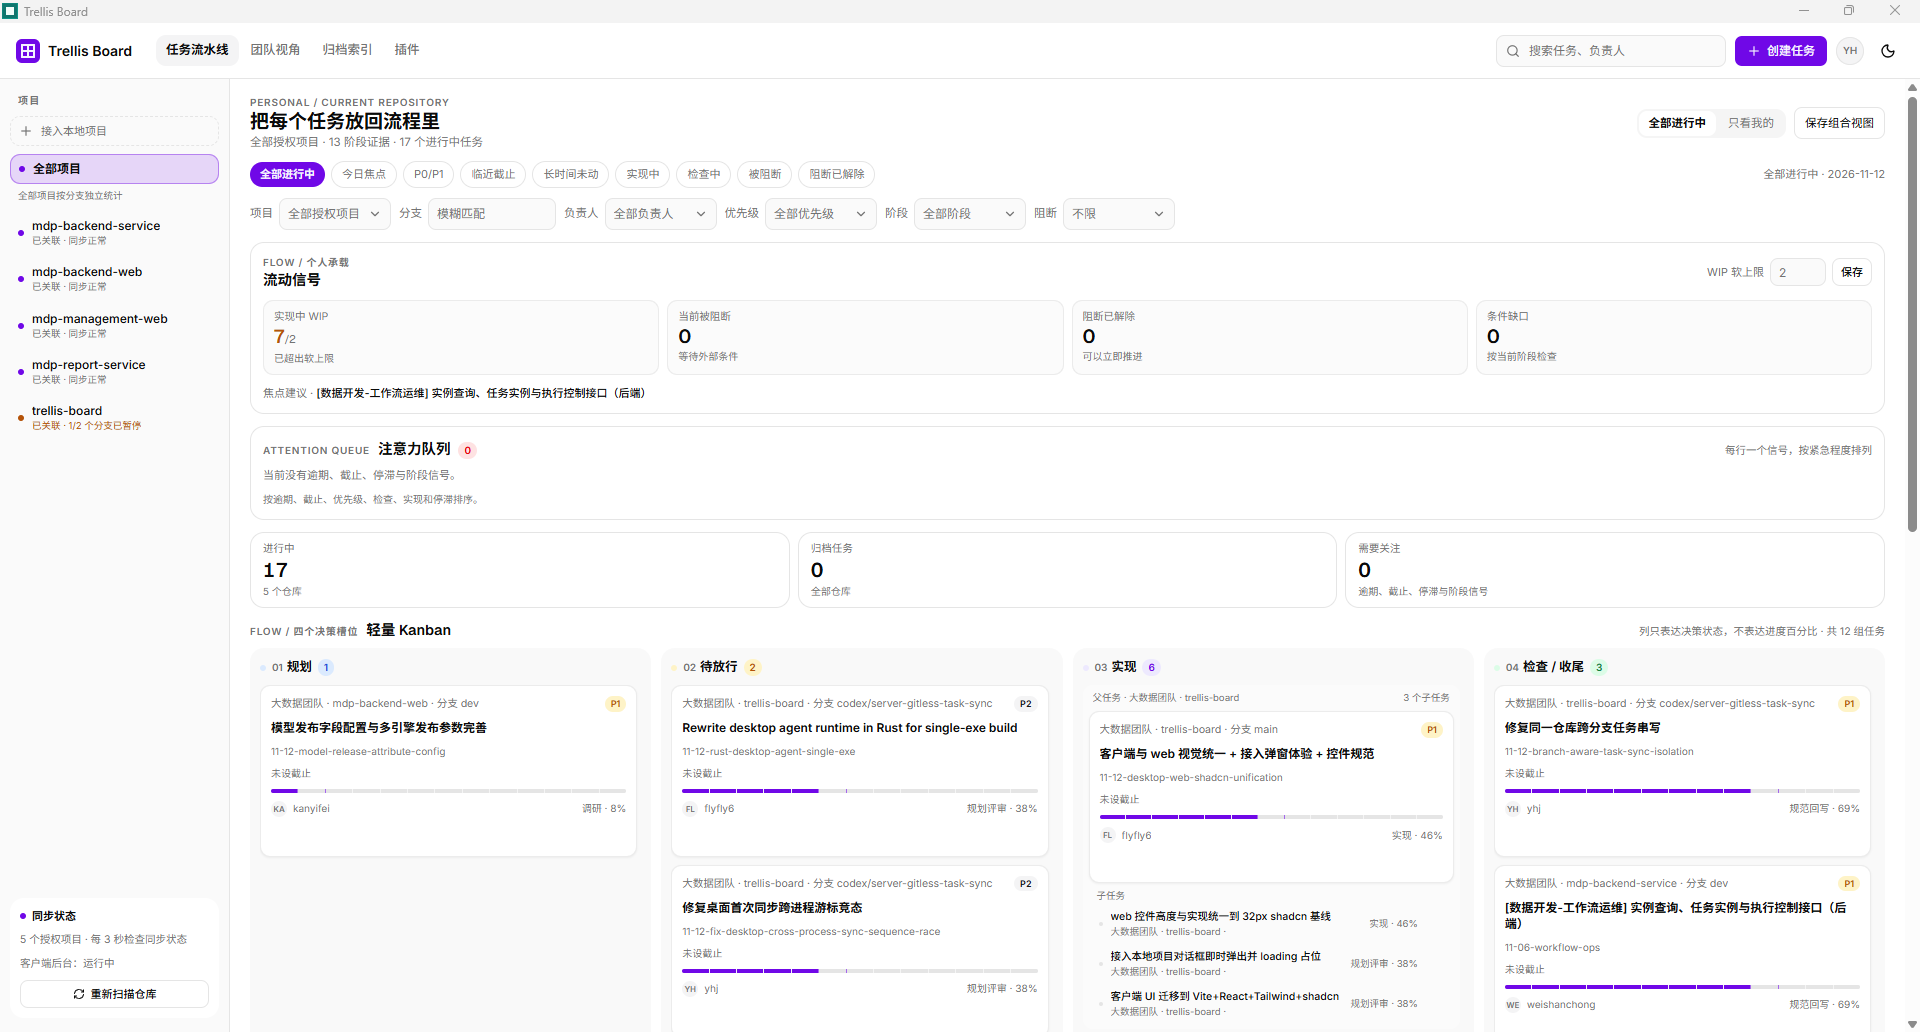 Trellis Board
Trellis Board
任务流水线
团队视角
归档索引
插件
搜索任务、负责人
创建任务
YH
项目
接入本地项目
全部项目
全部项目按分支独立统计
mdp-backend-service
已关联 · 同步正常
mdp-backend-web
已关联 · 同步正常
mdp-management-web
已关联 · 同步正常
mdp-report-service
已关联 · 同步正常
trellis-board
已关联 · 1/2 个分支已暂停
同步状态
5 个授权项目 · 每 3 秒检查同步状态
客户端后台：运行中
重新扫描仓库
PERSONAL / CURRENT REPOSITORY
把每个任务放回流程里
全部授权项目 · 13 阶段证据 · 17 个进行中任务
全部进行中
只看我的
保存组合视图
全部进行中
今日焦点
P0/P1
临近截止
长时间未动
实现中
检查中
被阻断
阻断已解除
全部进行中 · 2026-11-12
项目
全部授权项目
分支
模糊匹配
负责人
全部负责人
优先级
全部优先级
阶段
全部阶段
阻断
不限
FLOW / 个人承载
流动信号
WIP 软上限
2
保存
实现中 WIP
7/2
已超出软上限
当前被阻断
0
等待外部条件
阻断已解除
0
可以立即推进
条件缺口
0
按当前阶段检查
焦点建议 · [数据开发-工作流运维] 实例查询、任务实例与执行控制接口（后端）
ATTENTION QUEUE 注意力队列 0
每行一个信号，按紧急程度排列
当前没有逾期、截止、停滞与阶段信号。
按逾期、截止、优先级、检查、实现和停滞排序。
进行中
17
5 个仓库
归档任务
0
全部仓库
需要关注
0
逾期、截止、停滞与阶段信号
FLOW / 四个决策槽位 轻量 Kanban
列只表达决策状态，不表达进度百分比 · 共 12 组任务
01 规划 1
大数据团队 · mdp-backend-web · 分支 dev
P1
模型发布字段配置与多引擎发布参数完善
11-12-model-release-attribute-config
未设截止
KA kanyifei
调研 · 8%
02 待放行 2
大数据团队 · trellis-board · 分支 codex/server-gitless-task-sync
P2
Rewrite desktop agent runtime in Rust for single-exe build
11-12-rust-desktop-agent-single-exe
未设截止
FL flyfly6
规划评审 · 38%
大数据团队 · trellis-board · 分支 codex/server-gitless-task-sync
P2
修复桌面首次同步跨进程游标竞态
11-12-fix-desktop-cross-process-sync-sequence-race
未设截止
YH yhj
规划评审 · 38%
03 实现 6
父任务 · 大数据团队 · trellis-board
3 个子任务
大数据团队 · trellis-board · 分支 main
P1
客户端与 web 视觉统一 + 接入弹窗体验 + 控件规范
11-12-desktop-web-shadcn-unification
未设截止
FL flyfly6
实现 · 46%
子任务
web 控件高度与实现统一到 32px shadcn 基线
大数据团队 · trellis-board ·
实现 · 46%
接入本地项目对话框即时弹出并 loading 占位
大数据团队 · trellis-board ·
规划评审 · 38%
客户端 UI 迁移到 Vite+React+Tailwind+shadcn
大数据团队 · trellis-board ·
规划评审 · 38%
04 检查 / 收尾 3
大数据团队 · trellis-board · 分支 codex/server-gitless-task-sync
P1
修复同一仓库跨分支任务串写
11-12-branch-aware-task-sync-isolation
未设截止
YH yhj
规范回写 · 69%
大数据团队 · mdp-backend-service · 分支 dev
P1
[数据开发-工作流运维] 实例查询、任务实例与执行控制接口（后
端）
11-06-workflow-ops
未设截止
WE weishanchong
规范回写 · 69%